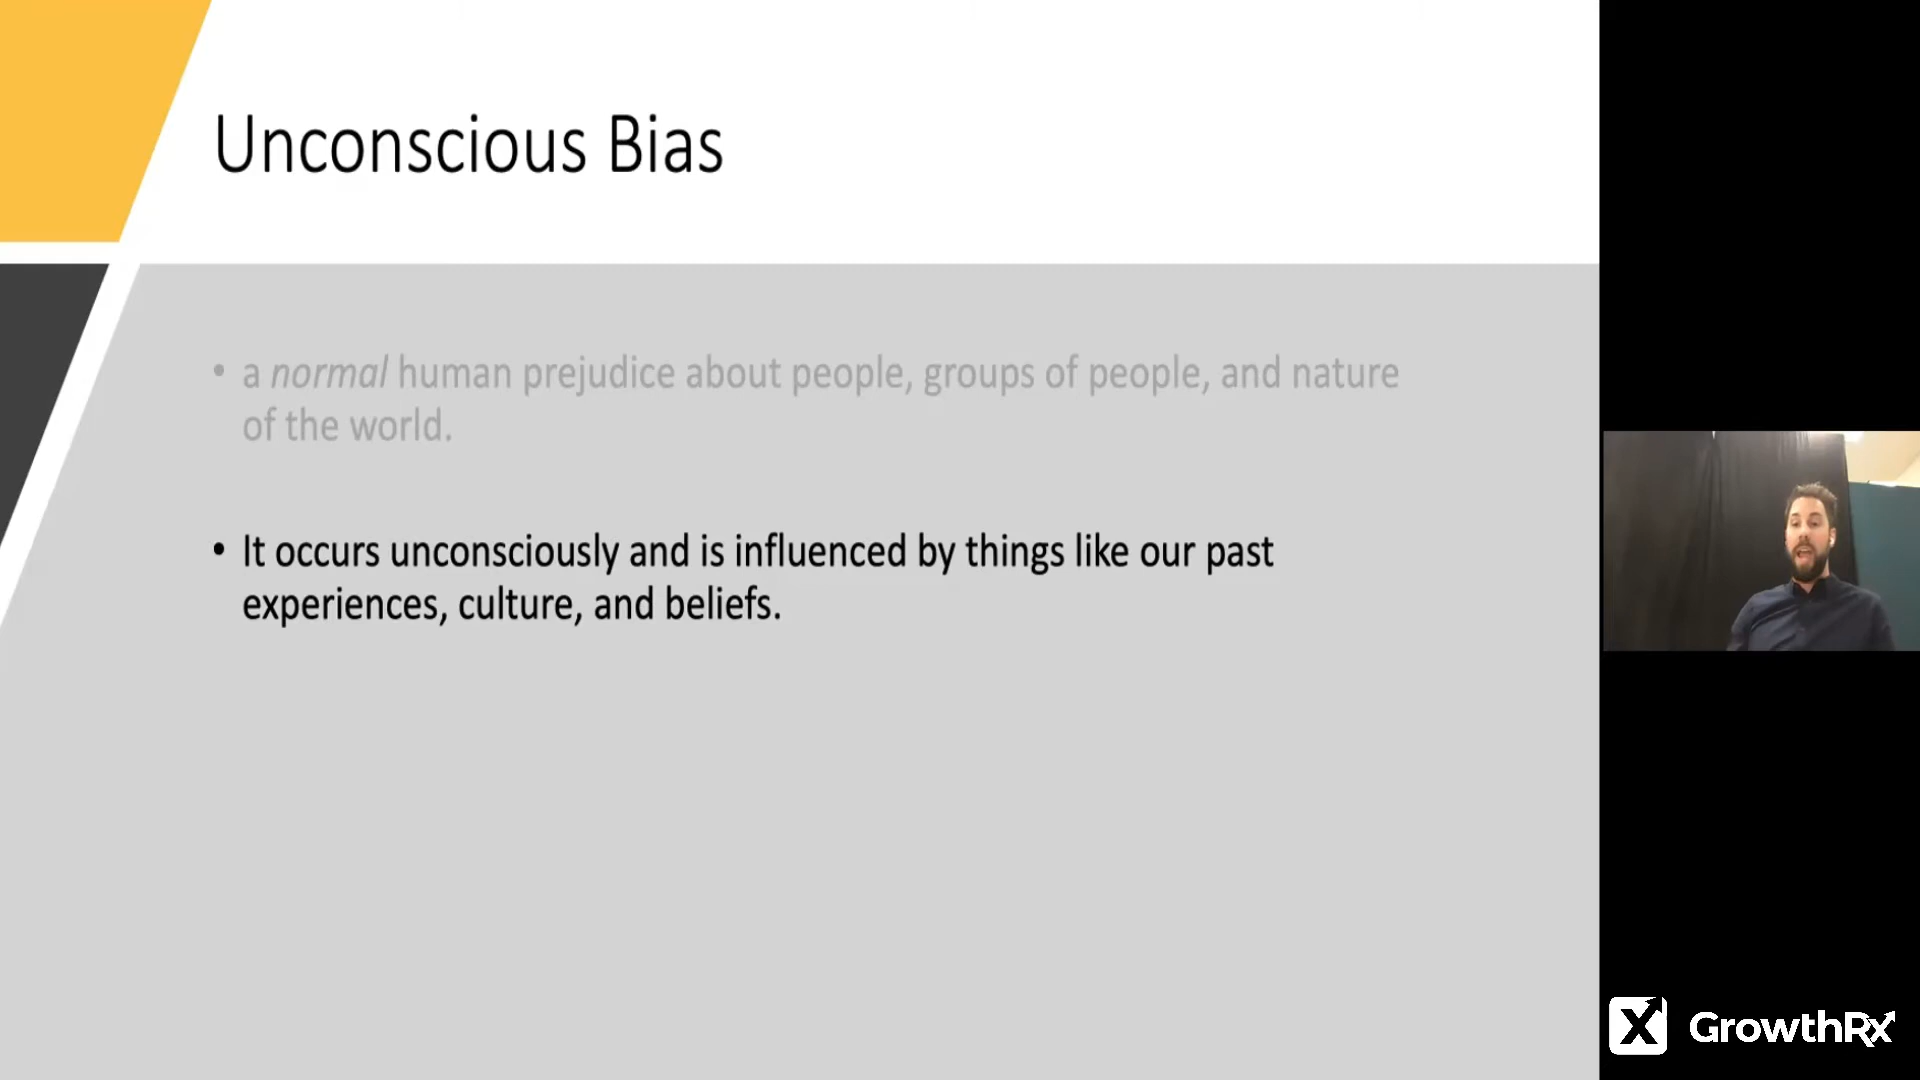 Unconscious Bias
• a normal human prejudice about people, groups of people, and nature
of the world.
• It occurs unconsciously and is influenced by things like our past
experiences, culture, and beliefs.
X GrowthRx